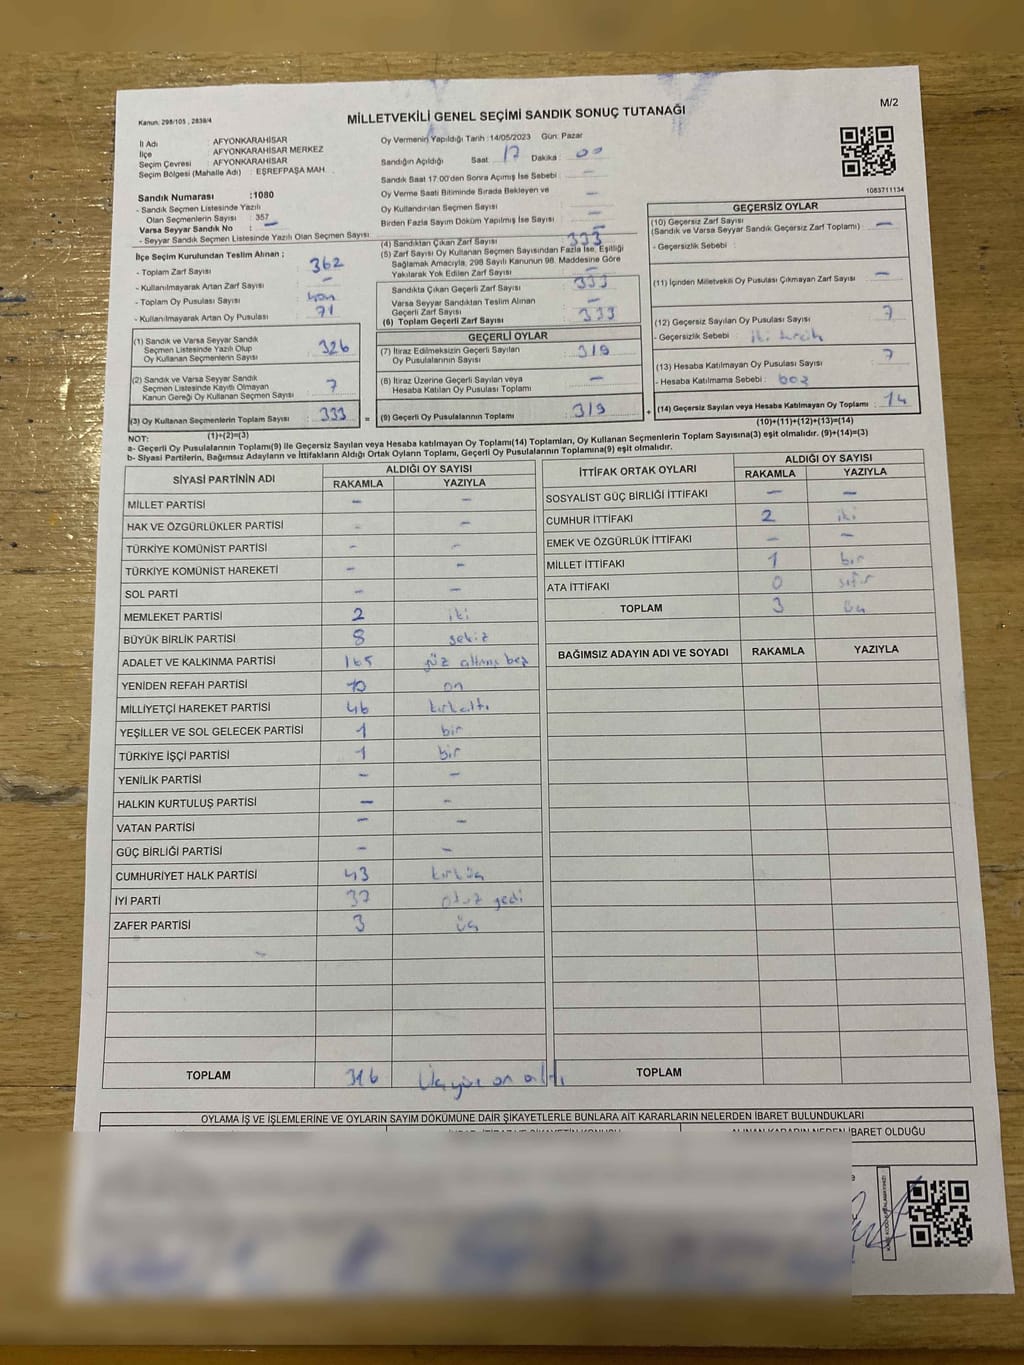 Kanun: 298/105 , 2839/4
MİLLETVEKİLİ GENEL SEÇİMİ SANDIK SONUÇ TUTANAĞI
M/2
İl Adı : AFYONKARAHİSAR
İlçe : AFYONKARAHİSAR MERKEZ
Seçim Çevresi : AFYONKARAHİSAR
Seçim Bölgesi (Mahalle Adı) : EŞREFPAŞA MAH.
Sandık Numarası :1080
- Sandık Seçmen Listesinde Yazılı
Olan Seçmenlerin Sayısı : 357
Varsa Seyyar Sandık No : –
- Seyyar Sandık Seçmen Listesinde Yazılı Olan Seçmen Sayısı:
Oy Vermenin Yapıldığı Tarih :14/05/2023 Gün: Pazar
Sandığın Açıldığı Saat : 17 Dakika : 00
Sandık Saat 17:00'den Sonra Açımış İse Sebebi : –
Oy Verme Saati Bitiminde Sırada Bekleyen ve
Oy Kullandırılan Seçmen Sayısı : –
Birden Fazla Sayım Döküm Yapılmış İse Sayısı : –
1083711134
İlçe Seçim Kurulundan Teslim Alınan ;
- Toplam Zarf Sayısı : 362
- Kullanılmayarak Artan Zarf Sayısı : –
- Toplam Oy Pusulası Sayısı :
- Kullanılmayarak Artan Oy Pusulası : 71
(4) Sandıktan Çıkan Zarf Sayısı : 333
(5) Zarf Sayısı Oy Kullanan Seçmen Sayısından Fazla İse, Eşitliği
Sağlamak Amacıyla, 298 Sayılı Kanunun 98. Maddesine Göre
Yakılarak Yok Edilen Zarf Sayısı : –
Sandıkta Çıkan Geçerli Zarf Sayısı : 333
Varsa Seyyar Sandıktan Teslim Alınan
Geçerli Zarf Sayısı : –
(6) Toplam Geçerli Zarf Sayısı : 333
(1) Sandık ve Varsa Seyyar Sandık
Seçmen Listesinde Yazılı Olup
Oy Kullanan Seçmenlerin Sayısı : 326
(2) Sandık ve Varsa Seyyar Sandık
Seçmen Listesinde Kayıtlı Olmayan
Kanun Gereği Oy Kullanan Seçmen Sayısı : 7
(3) Oy Kullanan Seçmenlerin Toplam Sayısı : 333 =
(1)+(2)=(3)
GEÇERLİ OYLAR
(7) İtiraz Edilmeksizin Geçerli Sayılan
Oy Pusulalarının Sayısı : 319
(8) İtiraz Üzerine Geçerli Sayılan veya
Hesaba Katılan Oy Pusulası Toplamı : –
(9) Geçerli Oy Pusulalarının Toplamı : 319 +
GEÇERSİZ OYLAR
(10) Geçersiz Zarf Sayısı
(Sandık ve Varsa Seyyar Sandık Geçersiz Zarf Toplamı) : –
- Geçersizlik Sebebi :
(11) İçinden Milletvekili Oy Pusulası Çıkmayan Zarf Sayısı : –
(12) Geçersiz Sayılan Oy Pusulası Sayısı : 7
- Geçersizlik Sebebi : iki tercih
(13) Hesaba Katılmayan Oy Pusulası Sayısı : 7
- Hesaba Katılmama Sebebi : boş
(14) Geçersiz Sayılan veya Hesaba Katılmayan Oy Toplamı : 14
(10)+(11)+(12)+(13)=(14)
NOT:
a- Geçerli Oy Pusulalarının Toplamı(9) ile Geçersiz Sayılan veya Hesaba katılmayan Oy Toplamı(14) Toplamları, Oy Kullanan Seçmenlerin Toplam Sayısına(3) eşit olmalıdır. (9)+(14)=(3)
b- Siyasi Partilerin, Bağımsız Adayların ve İttifakların Aldığı Ortak Oyların Toplamı, Geçerli Oy Pusulalarının Toplamına(9) eşit olmalıdır.
SİYASİ PARTİNİN ADI ALDIĞI OY SAYISI
RAKAMLA YAZIYLA
MİLLET PARTİSİ – –
HAK VE ÖZGÜRLÜKLER PARTİSİ – –
TÜRKİYE KOMÜNİST PARTİSİ – –
TÜRKİYE KOMÜNİST HAREKETİ – –
SOL PARTİ – –
MEMLEKET PARTİSİ 2 iki
BÜYÜK BİRLİK PARTİSİ 8 sekiz
ADALET VE KALKINMA PARTİSİ 165 yüz altmış beş
YENİDEN REFAH PARTİSİ 10 on
MİLLİYETÇİ HAREKET PARTİSİ 46 kırkaltı
YEŞİLLER VE SOL GELECEK PARTİSİ 1 bir
TÜRKİYE İŞÇİ PARTİSİ 1 bir
YENİLİK PARTİSİ – –
HALKIN KURTULUŞ PARTİSİ – –
VATAN PARTİSİ – –
GÜÇ BİRLİĞİ PARTİSİ – –
CUMHURİYET HALK PARTİSİ 43 kırküç
İYİ PARTİ 37 otuz yedi
ZAFER PARTİSİ 3 üç
TOPLAM 316 Üçyüz on altı
İTTİFAK ORTAK OYLARI ALDIĞI OY SAYISI
RAKAMLA YAZIYLA
SOSYALİST GÜÇ BİRLİĞİ İTTİFAKI – –
CUMHUR İTTİFAKI 2 iki
EMEK VE ÖZGÜRLÜK İTTİFAKI – –
MİLLET İTTİFAKI 1 bir
ATA İTTİFAKI 0 sıfır
TOPLAM 3 üç
BAĞIMSIZ ADAYIN ADI VE SOYADI RAKAMLA YAZIYLA
TOPLAM
OYLAMA İŞ VE İŞLEMLERİNE VE OYLARIN SAYIM DÖKÜMÜNE DAİR ŞİKAYETLERLE BUNLARA AİT KARARLARIN NELERDEN İBARET BULUNDUKLARI
ALINAN KARARIN NEDEN İBARET OLDUĞU